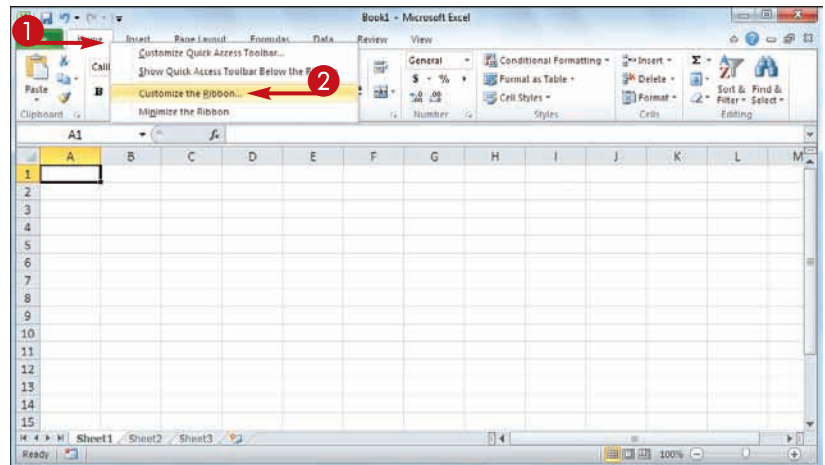 Book1 - Microsoft Excel
1
Home Insert Page Layout Formulas Data Review View
Customize Quick Access Toolbar...
Show Quick Access Toolbar Below the R
Customize the Ribbon...
2
Minimize the Ribbon
Paste
Clipboard
Cali
B
General
$ % ,
Number
Conditional Formatting
Format as Table
Cell Styles
Styles
Insert
Delete
Format
Cells
Σ
Sort & Filter
Find & Select
Editing
A1 fx
A B C D E F G H I J K L M
1
2
3
4
5
6
7
8
9
10
11
12
13
14
15
Sheet1 Sheet2 Sheet3
Ready 100%